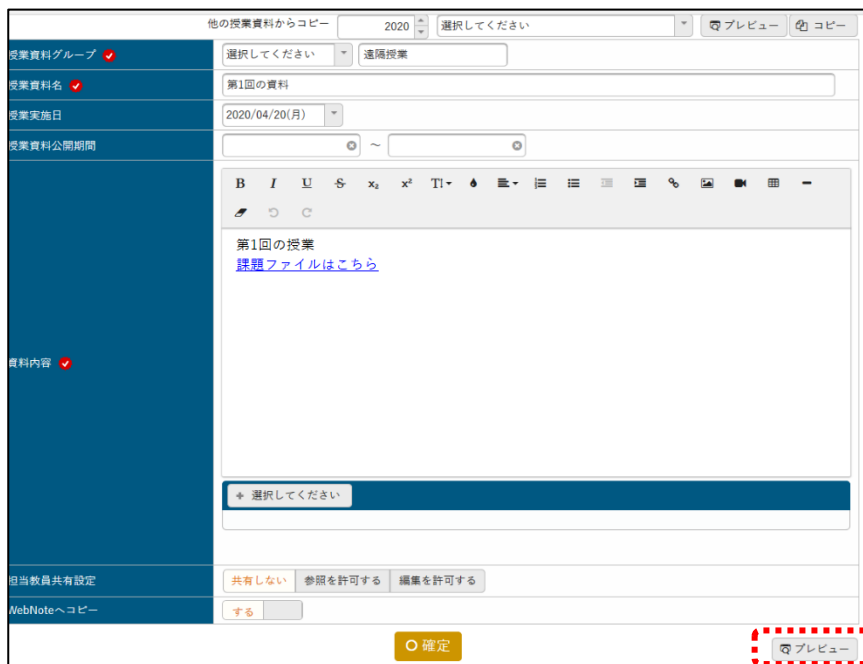 他の授業資料からコピー 2020 選択してください プレビュー コピー
授業資料グループ 選択してください 遠隔授業
授業資料名 第1回の資料
授業実施日 2020/04/20(月)
授業資料公開期間 ～
B I U S x₂ x² T
第1回の授業
課題ファイルはこちら
資料内容
+ 選択してください
担当教員共有設定 共有しない 参照を許可する 編集を許可する
WebNoteへコピー する
確定
プレビュー